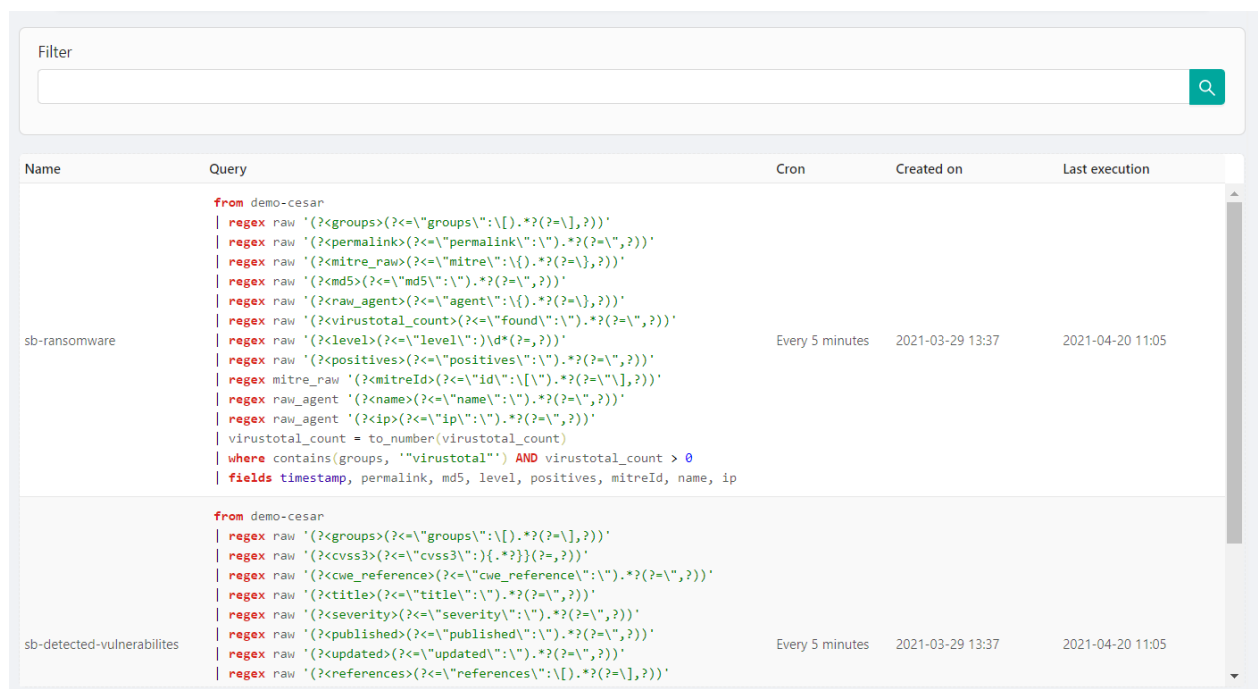 Filter
Name Query Cron Created on Last execution
from demo-cesar
| regex raw '(?<groups>(?<=\"groups\":\[).*?(?=\],?))'
| regex raw '(?<permalink>(?<=\"permalink\":\").*?(?=\",?))'
| regex raw '(?<mitre_raw>(?<=\"mitre\":\{).*?(?=\},?))'
| regex raw '(?<md5>(?<=\"md5\":\").*?(?=\",?))'
| regex raw '(?<raw_agent>(?<=\"agent\":\{).*?(?=\},?))'
| regex raw '(?<virustotal_count>(?<=\"found\":\").*?(?=\",?))'
| regex raw '(?<level>(?<=\"level\":)\d*(?=,?))'
sb-ransomware Every 5 minutes 2021-03-29 13:37 2021-04-20 11:05
| regex raw '(?<positives>(?<=\"positives\":\").*?(?=\",?))'
| regex mitre_raw '(?<mitreId>(?<=\"id\":\[\").*?(?=\"\],?))'
| regex raw_agent '(?<name>(?<=\"name\":\").*?(?=\",?))'
| regex raw_agent '(?<ip>(?<=\"ip\":\").*?(?=\",?))'
| virustotal_count = to_number(virustotal_count)
| where contains(groups, '"virustotal"') AND virustotal_count > 0
| fields timestamp, permalink, md5, level, positives, mitreId, name, ip
from demo-cesar
| regex raw '(?<groups>(?<=\"groups\":\[).*?(?=\],?))'
| regex raw '(?<cvss3>(?<=\"cvss3\":){.*?}}(?=,?))'
| regex raw '(?<cwe_reference>(?<=\"cwe_reference\":\").*?(?=\",?))'
| regex raw '(?<title>(?<=\"title\":\").*?(?=\",?))'
| regex raw '(?<severity>(?<=\"severity\":\").*?(?=\",?))'
| regex raw '(?<published>(?<=\"published\":\").*?(?=\",?))'
sb-detected-vulnerabilites Every 5 minutes 2021-03-29 13:37 2021-04-20 11:05
| regex raw '(?<updated>(?<=\"updated\":\").*?(?=\",?))'
| regex raw '(?<references>(?<=\"references\":\[).*?(?=\],?))'